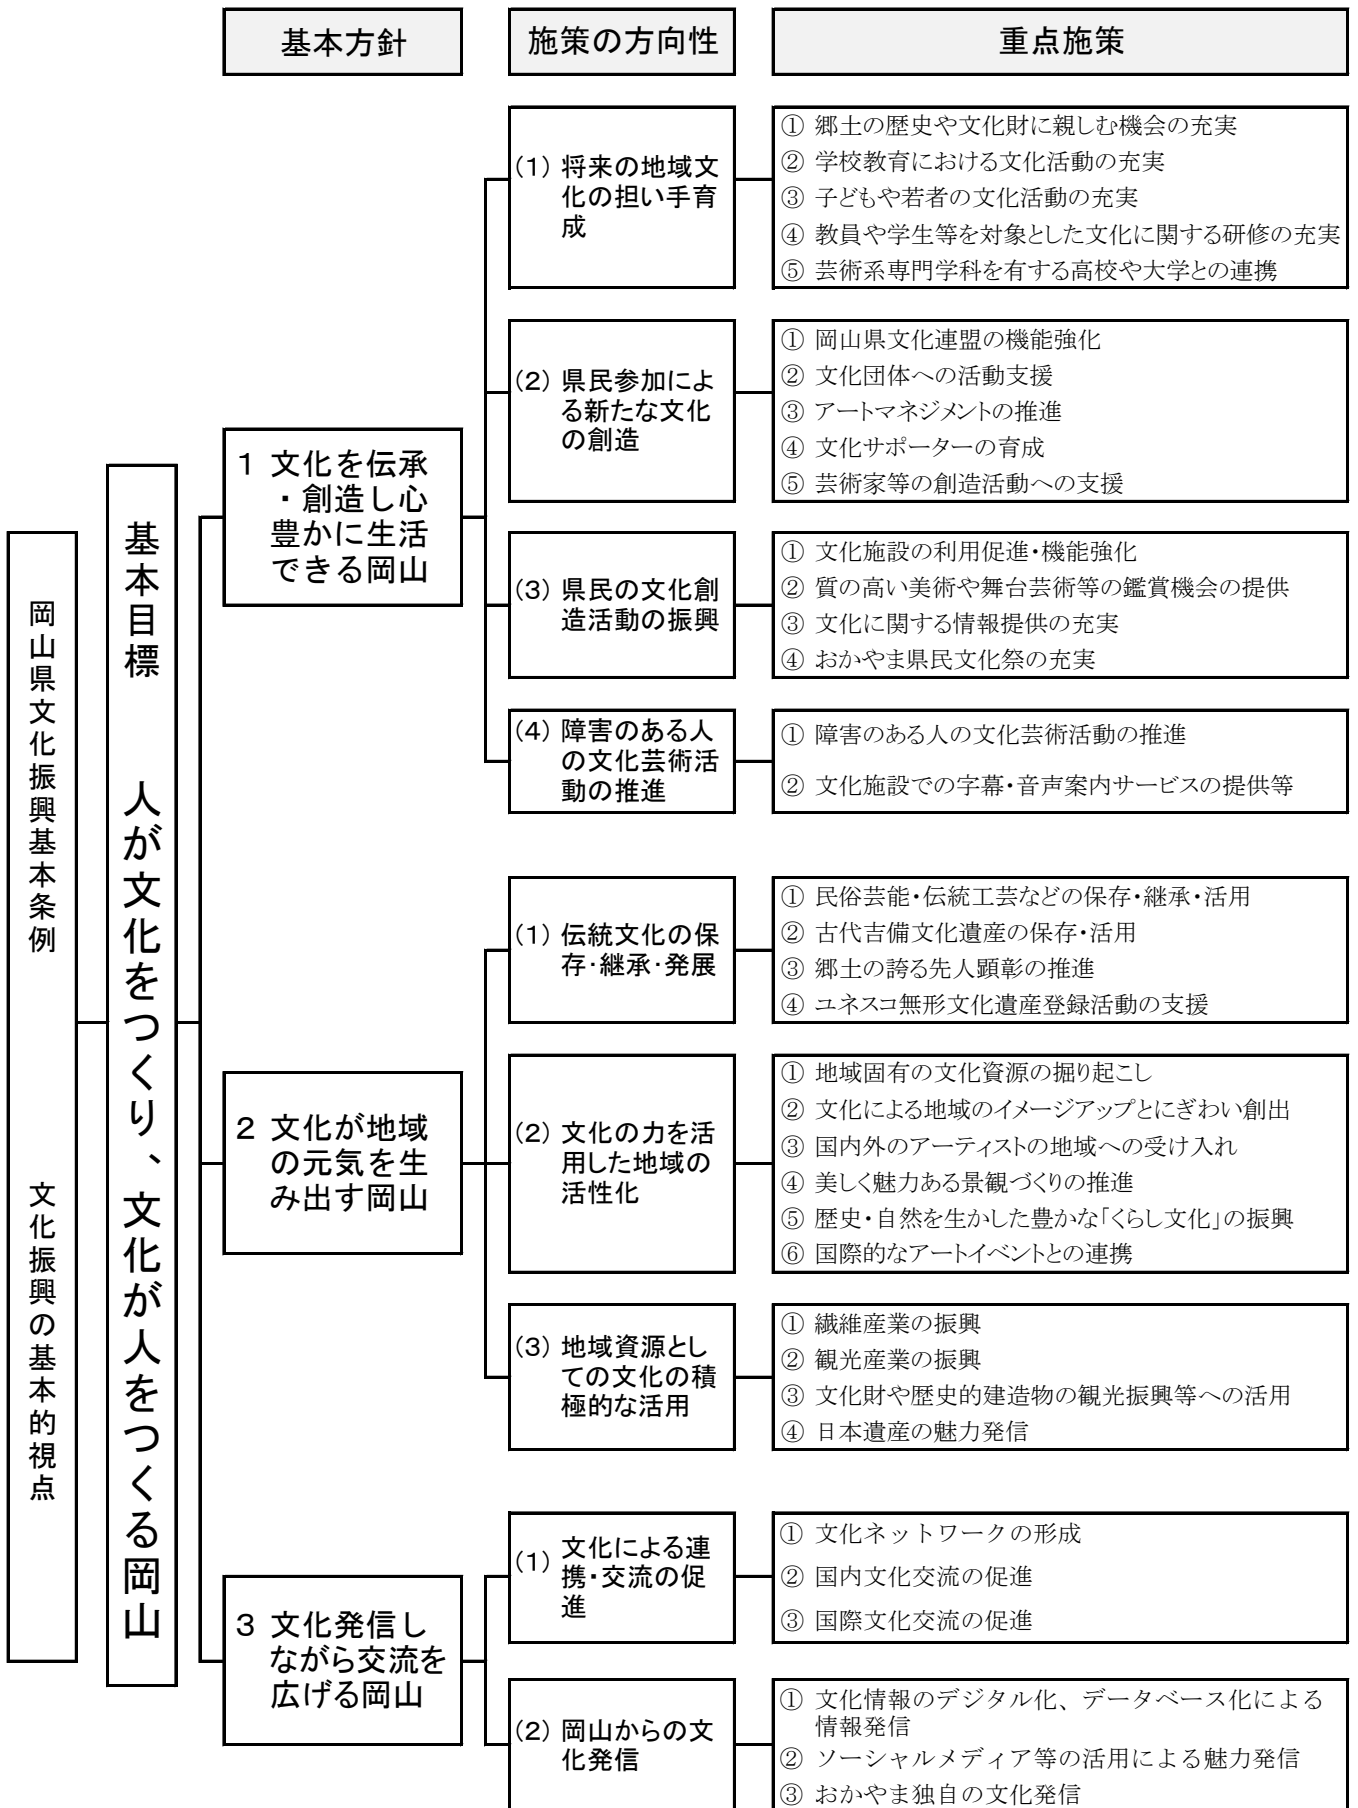 基本方針
施策の方向性
重点施策
岡山県文化振興基本条例
文化振興の基本的視点
基本目標 人が文化をつくり、文化が人をつくる岡山
1 文化を伝承
・創造し心
豊かに生活
できる岡山
(1) 将来の地域文
化の担い手育
成
① 郷土の歴史や文化財に親しむ機会の充実
② 学校教育における文化活動の充実
③ 子どもや若者の文化活動の充実
④ 教員や学生等を対象とした文化に関する研修の充実
⑤ 芸術系専門学科を有する高校や大学との連携
(2) 県民参加によ
る新たな文化
の創造
① 岡山県文化連盟の機能強化
② 文化団体への活動支援
③ アートマネジメントの推進
④ 文化サポーターの育成
⑤ 芸術家等の創造活動への支援
(3) 県民の文化創
造活動の振興
① 文化施設の利用促進・機能強化
② 質の高い美術や舞台芸術等の鑑賞機会の提供
③ 文化に関する情報提供の充実
④ おかやま県民文化祭の充実
(4) 障害のある人
の文化芸術活
動の推進
① 障害のある人の文化芸術活動の推進
② 文化施設での字幕・音声案内サービスの提供等
2 文化が地域
の元気を生
み出す岡山
(1) 伝統文化の保
存・継承・発展
① 民俗芸能・伝統工芸などの保存・継承・活用
② 古代吉備文化遺産の保存・活用
③ 郷土の誇る先人顕彰の推進
④ ユネスコ無形文化遺産登録活動の支援
(2) 文化の力を活
用した地域の
活性化
① 地域固有の文化資源の掘り起こし
② 文化による地域のイメージアップとにぎわい創出
③ 国内外のアーティストの地域への受け入れ
④ 美しく魅力ある景観づくりの推進
⑤ 歴史・自然を生かした豊かな「くらし文化」の振興
⑥ 国際的なアートイベントとの連携
(3) 地域資源とし
ての文化の積
極的な活用
① 繊維産業の振興
② 観光産業の振興
③ 文化財や歴史的建造物の観光振興等への活用
④ 日本遺産の魅力発信
3 文化発信し
ながら交流を
広げる岡山
(1) 文化による連
携・交流の促
進
① 文化ネットワークの形成
② 国内文化交流の促進
③ 国際文化交流の促進
(2) 岡山からの文
化発信
① 文化情報のデジタル化、データベース化による
情報発信
② ソーシャルメディア等の活用による魅力発信
③ おかやま独自の文化発信